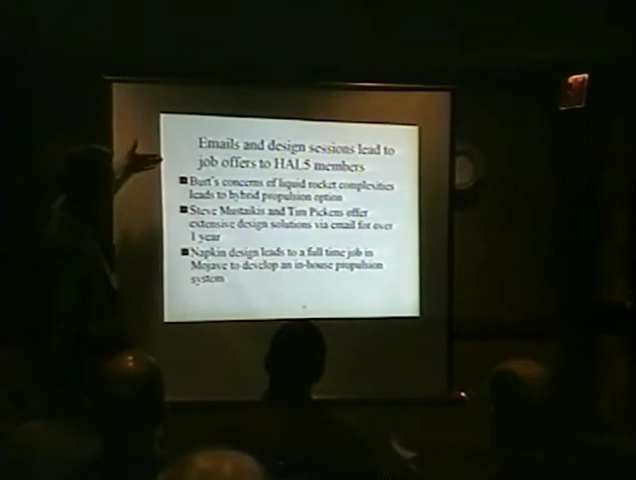 Emails and design sessions lead to
job offers to HAL5 members
Burt's concerns of liquid rocket complexities
leads to hybrid propulsion option
Steve Mustaikis and Tim Pickens offer
extensive design solutions via email for over
1 year
Napkin design leads to a full time job in
Mojave to develop an in-house propulsion
system